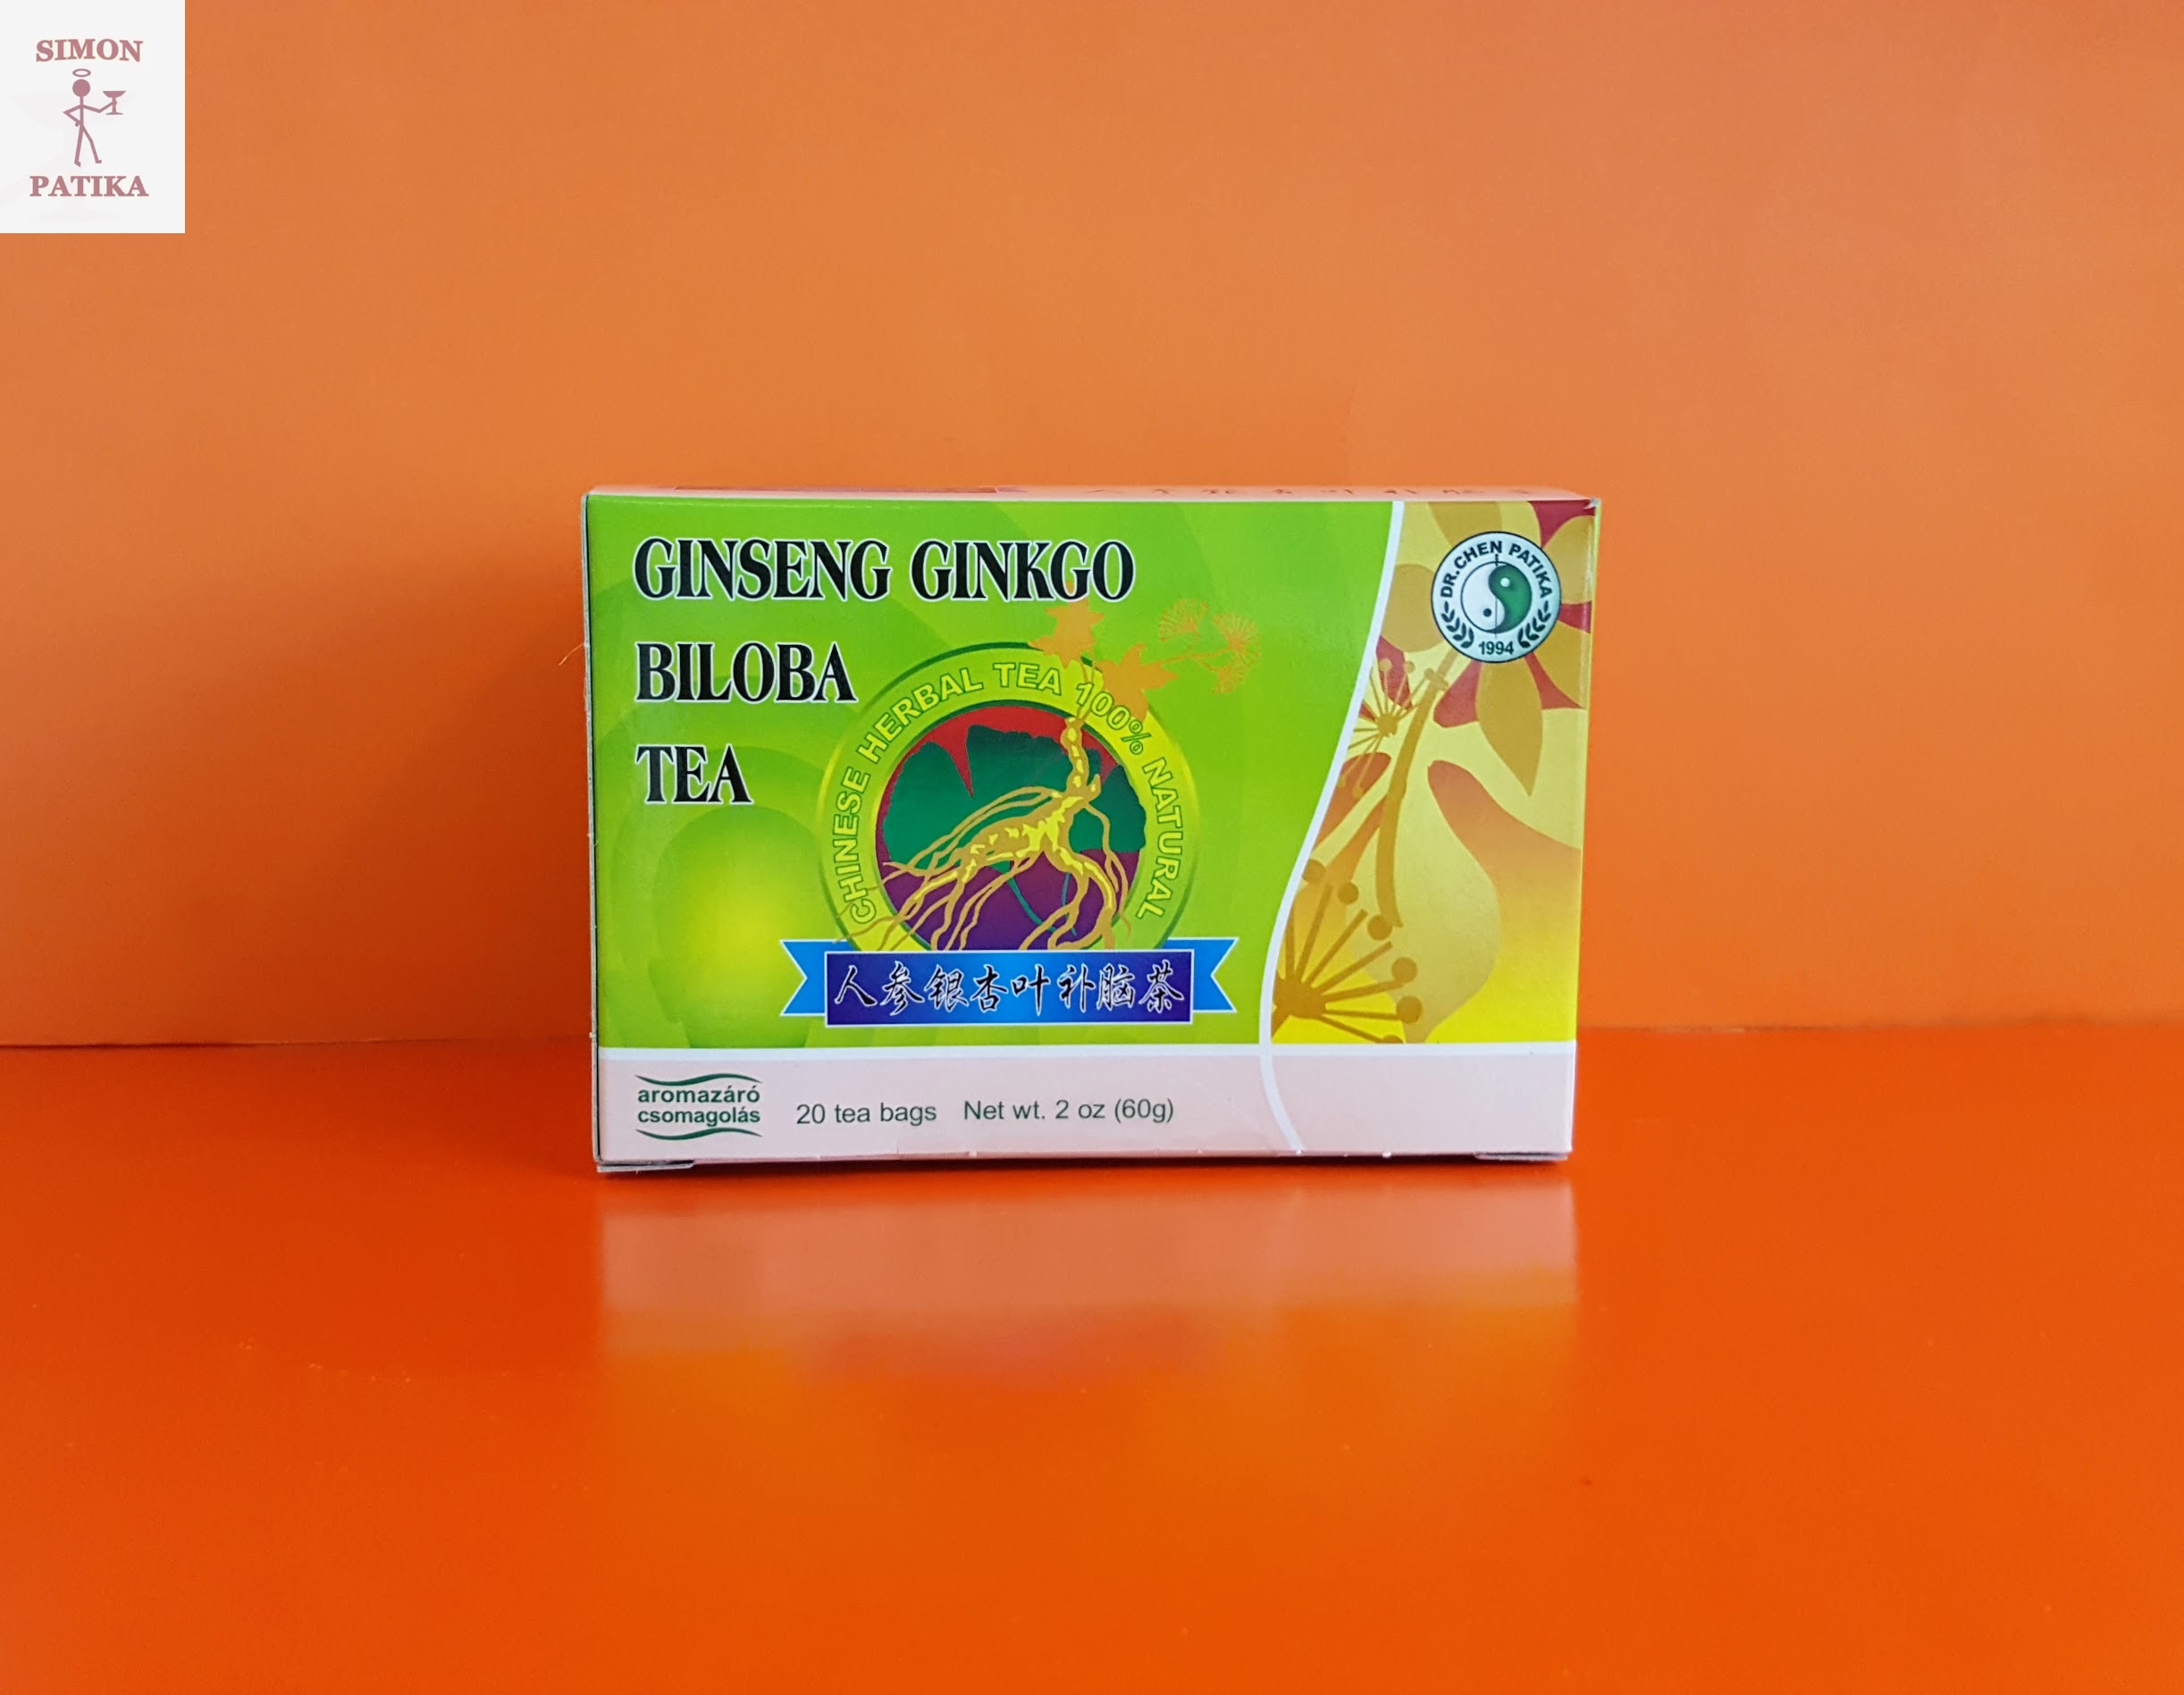 SIMON
PATIKA
GINSENG GINKGO
BILOBA
TEA
DR. CHEN PATIKA
1994
CHINESE HERBAL TEA 100% NATURAL
人参银杏叶补脑茶
aromazáró
csomagolás
20 tea bags Net wt. 2 oz (60g)